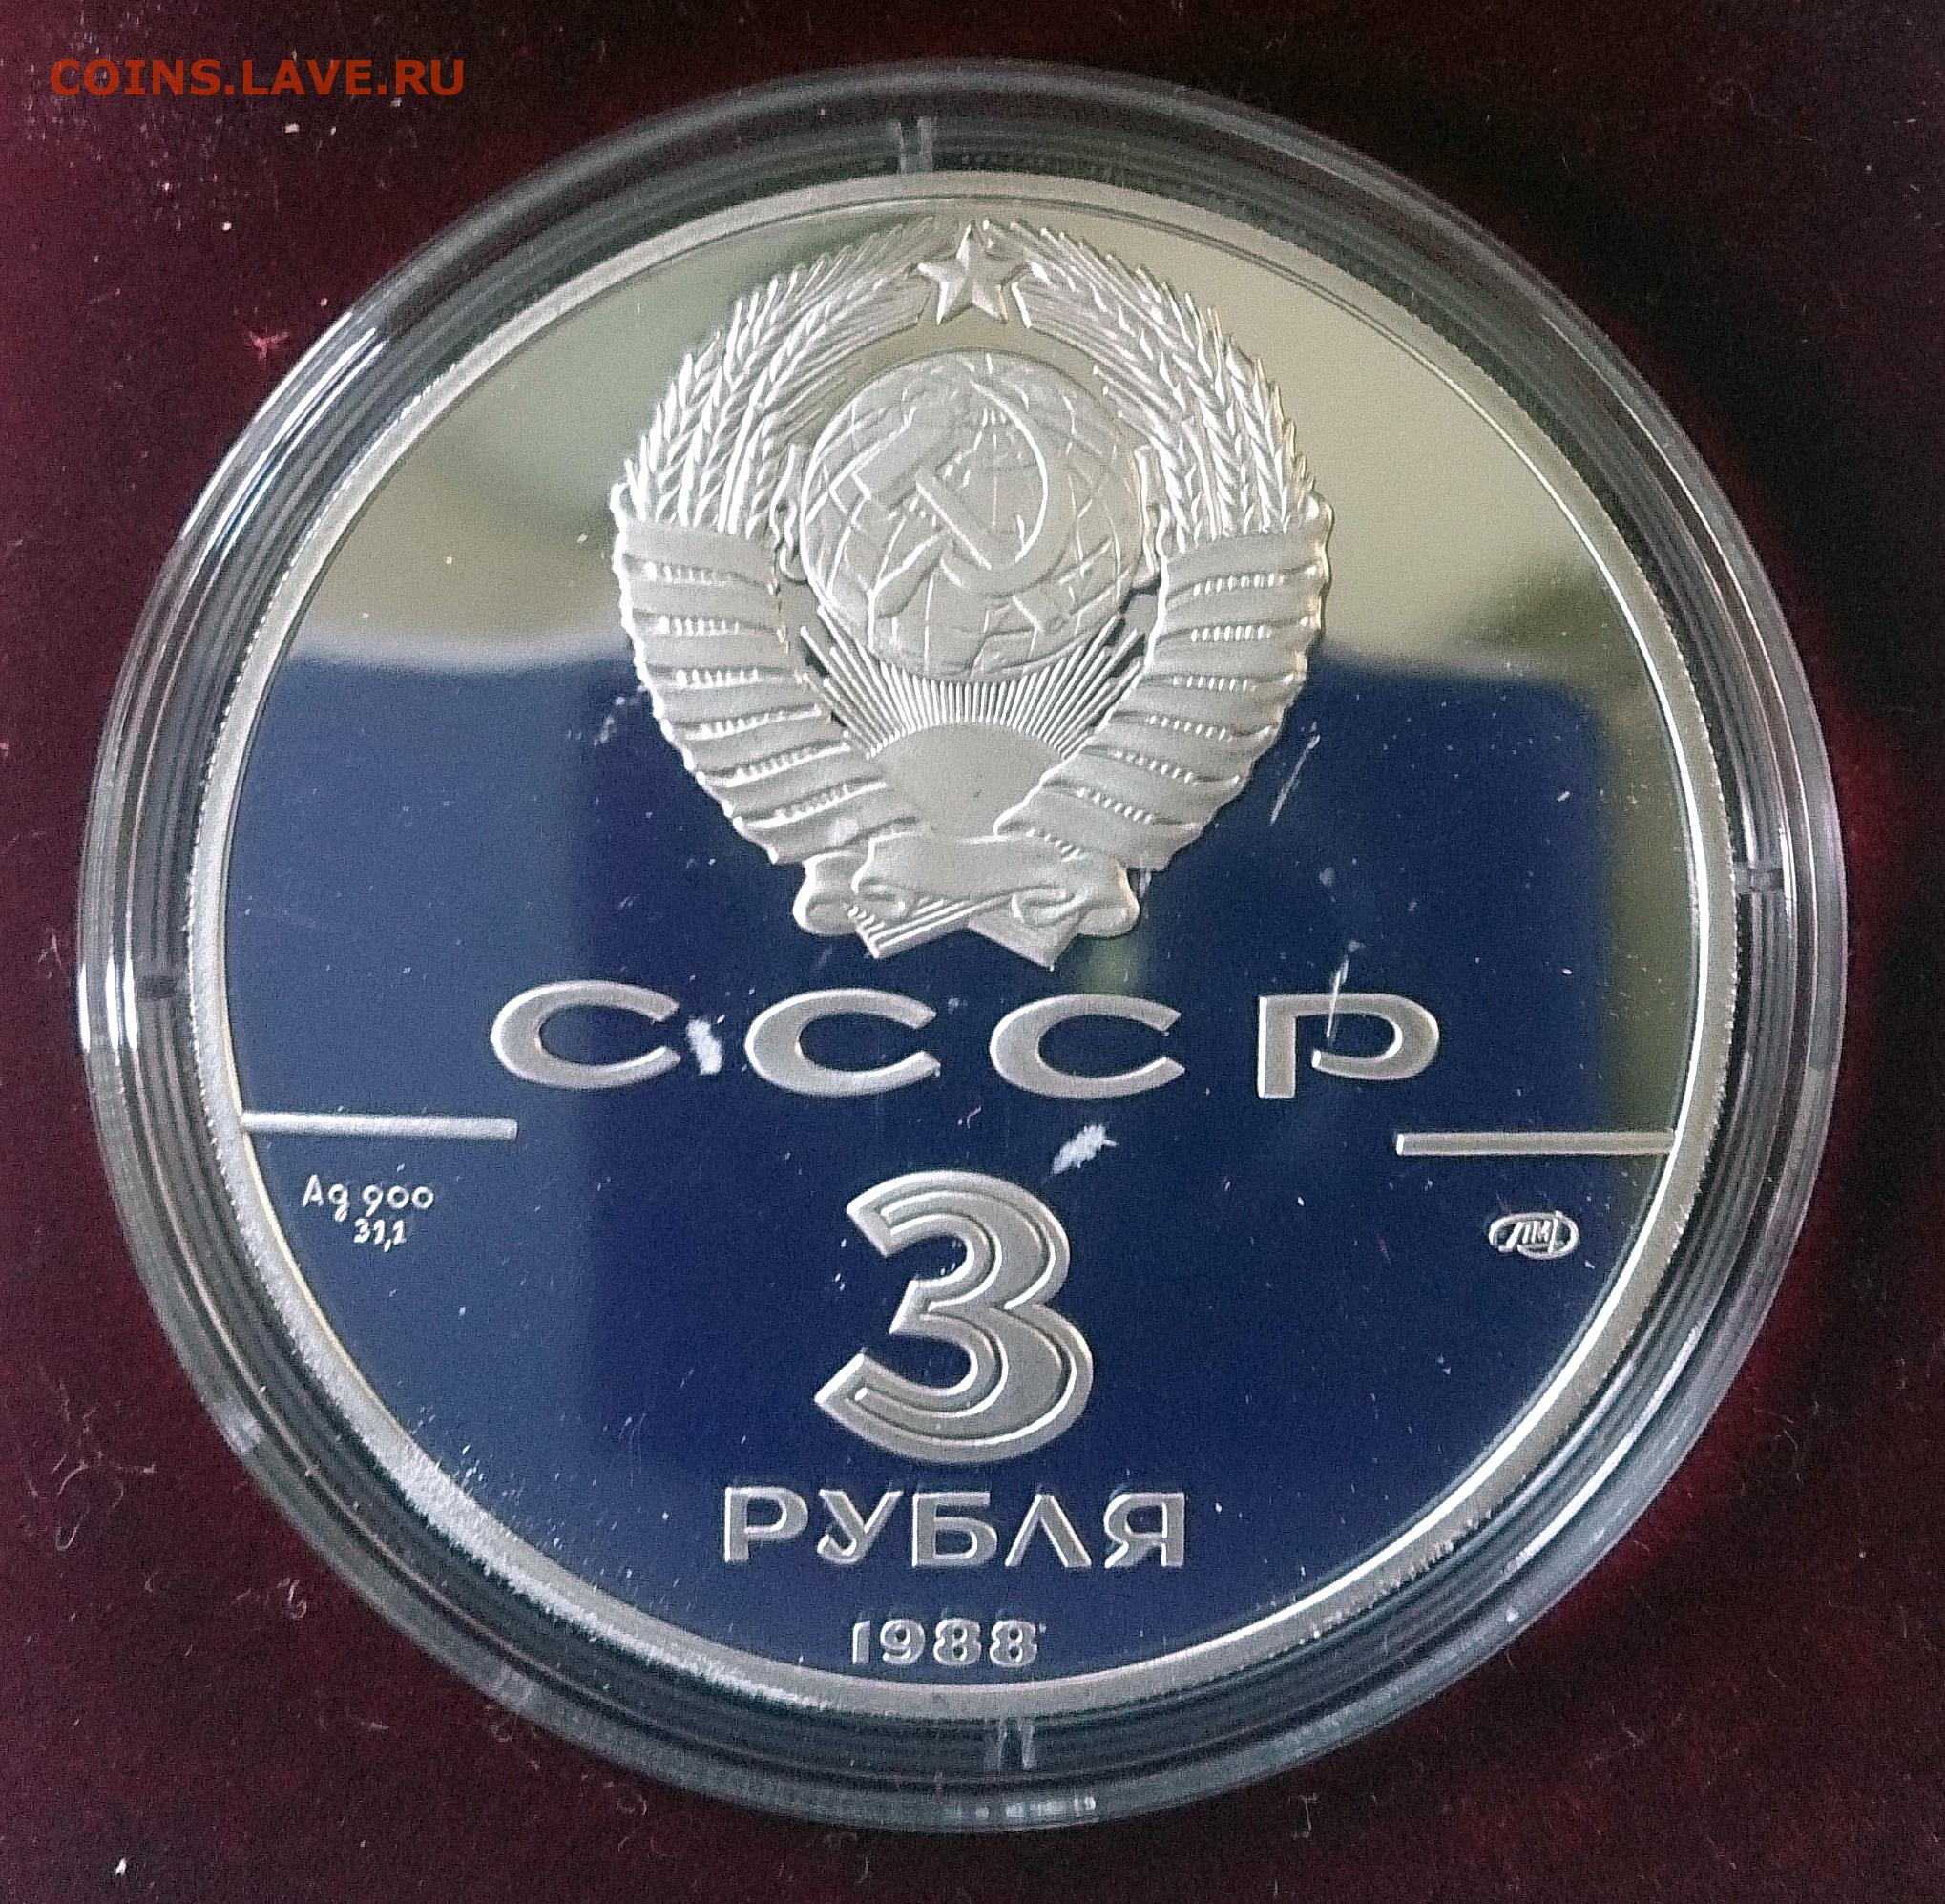 COINS.LAVE.RU
СССР
Ag 900
31,1
ЛМД
3
РУБЛЯ
1988